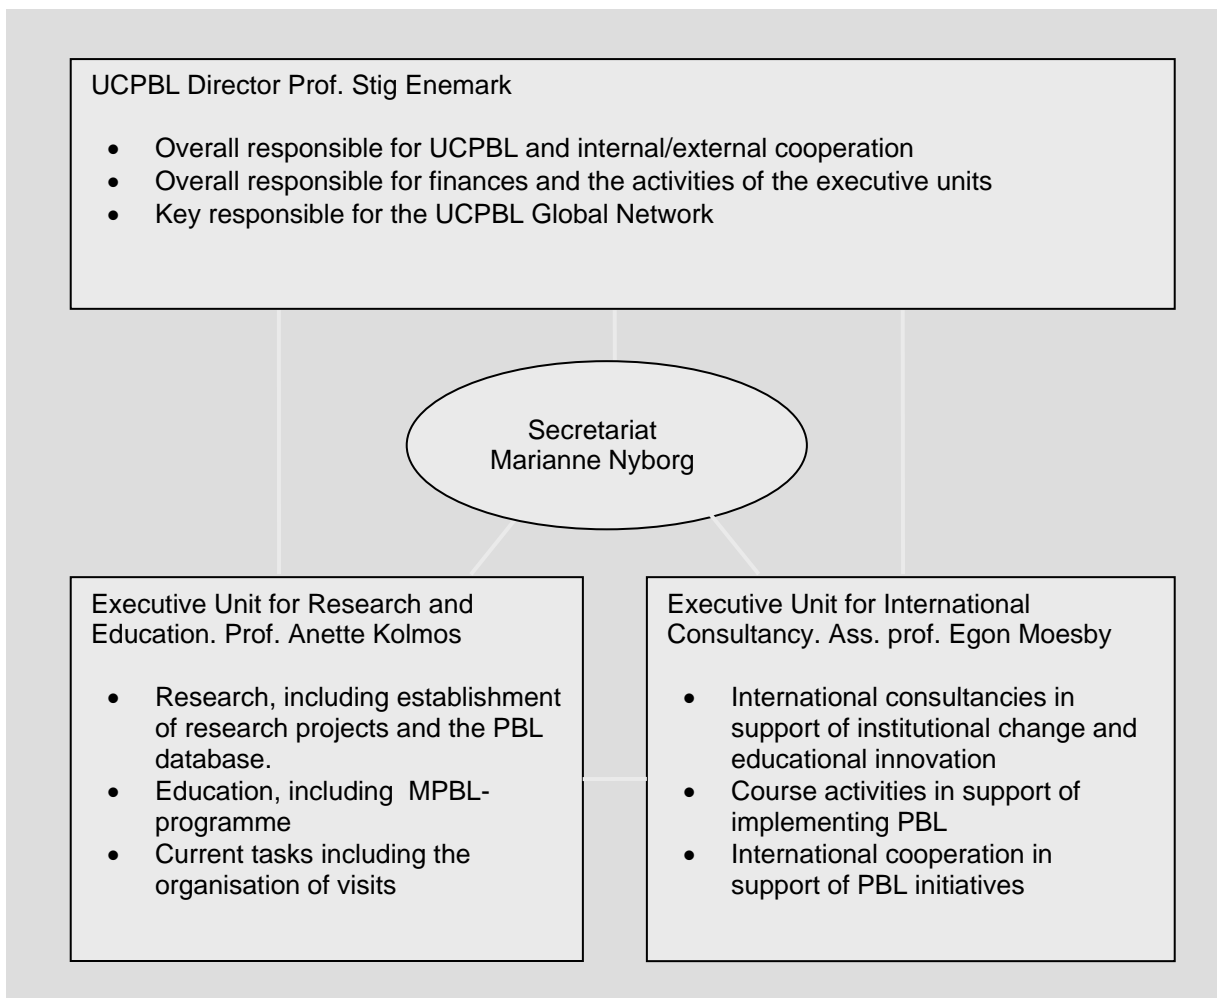 UCPBL Director Prof. Stig Enemark
• Overall responsible for UCPBL and internal/external cooperation
• Overall responsible for finances and the activities of the executive units
• Key responsible for the UCPBL Global Network
Secretariat
Marianne Nyborg
Executive Unit for Research and
Education. Prof. Anette Kolmos
• Research, including establishment
of research projects and the PBL
database.
• Education, including  MPBL-
programme
• Current tasks including the
organisation of visits
Executive Unit for International
Consultancy. Ass. prof. Egon Moesby
• International consultancies in
support of institutional change and
educational innovation
• Course activities in support of
implementing PBL
• International cooperation in
support of PBL initiatives